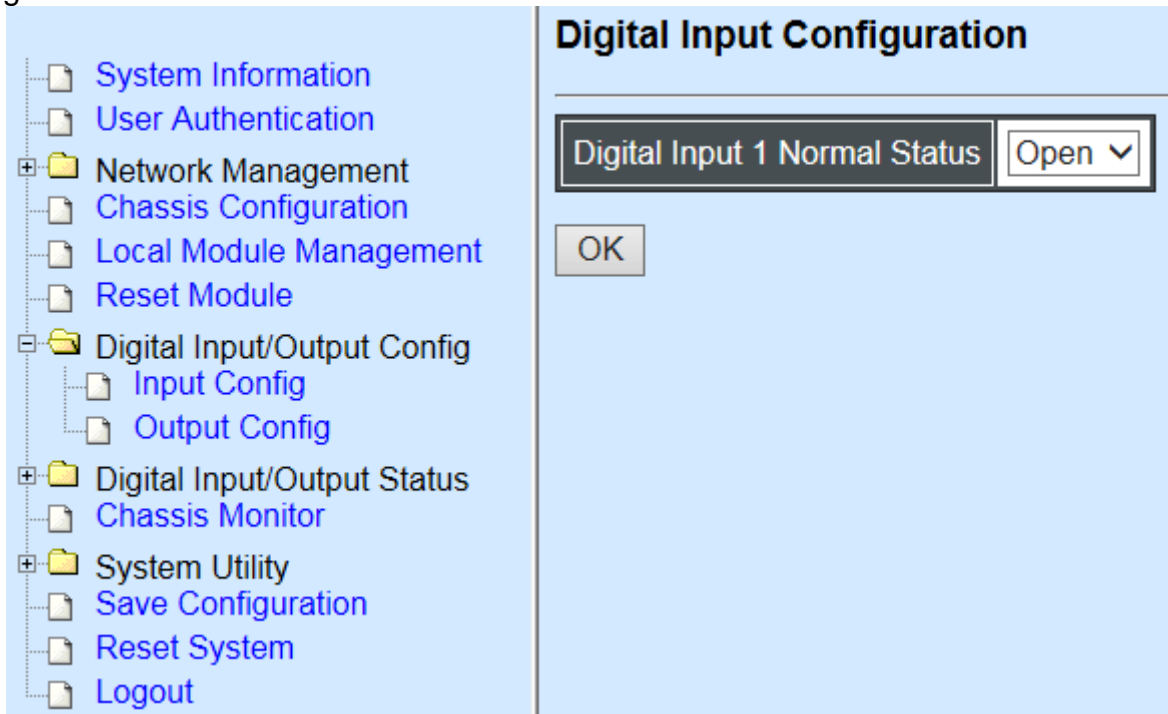 g
System Information
User Authentication
Network Management
Chassis Configuration
Local Module Management
Reset Module
Digital Input/Output Config
Input Config
Output Config
Digital Input/Output Status
Chassis Monitor
System Utility
Save Configuration
Reset System
Logout
Digital Input Configuration
Digital Input 1 Normal Status Open
OK